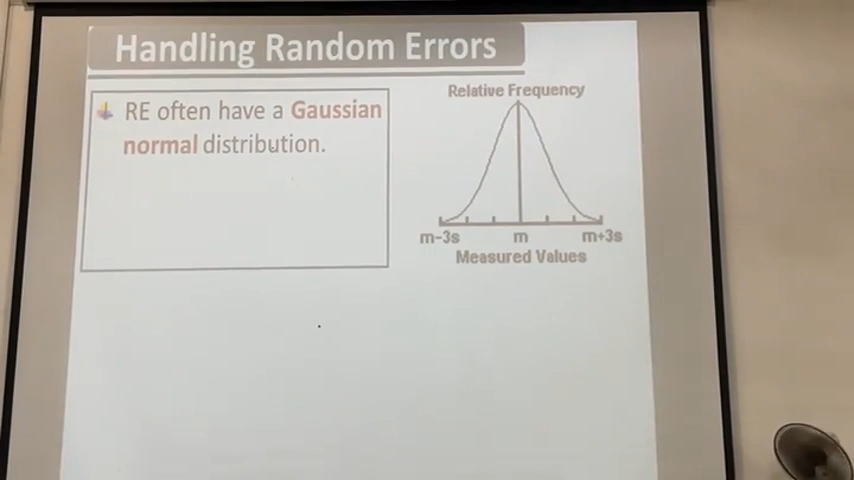 Handling Random Errors
RE often have a Gaussian
normal distribution.
Relative Frequency
m-3s m m+3s
Measured Values